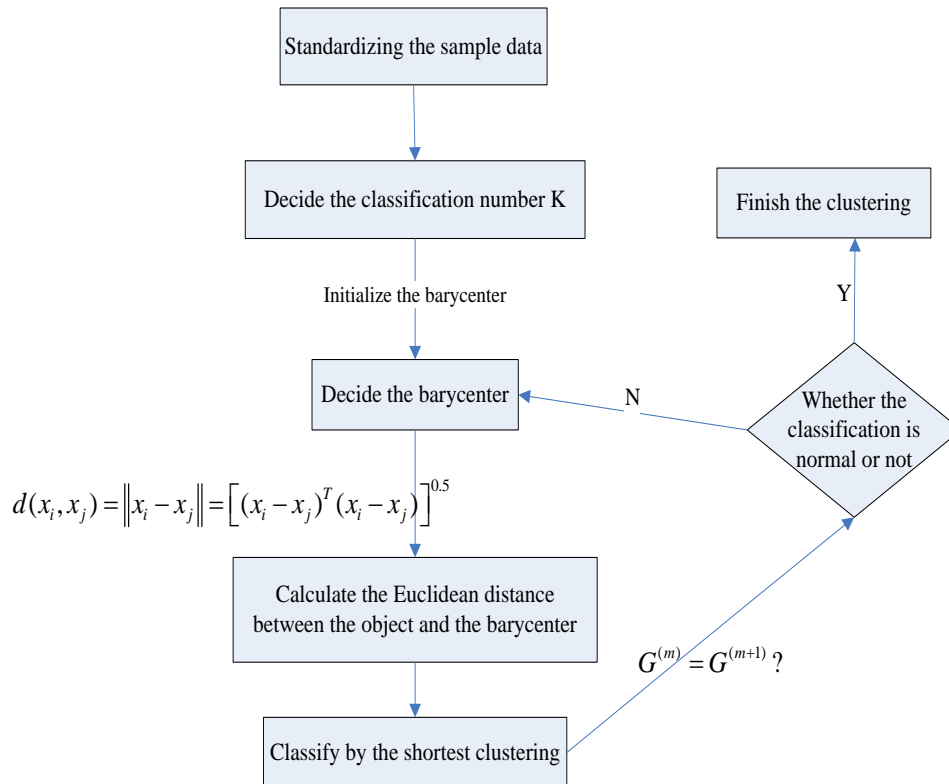 Standardizing the sample data
Decide the classification number K
Finish the clustering
Initialize the barycenter
Y
Decide the barycenter
N
Whether the
classification is
normal or not
d(x_i, x_j) = ‖x_i − x_j‖ = [(x_i − x_j)^T (x_i − x_j)]^0.5
Calculate the Euclidean distance
between the object and the barycenter
G^(m) = G^(m+1) ?
Classify by the shortest clustering